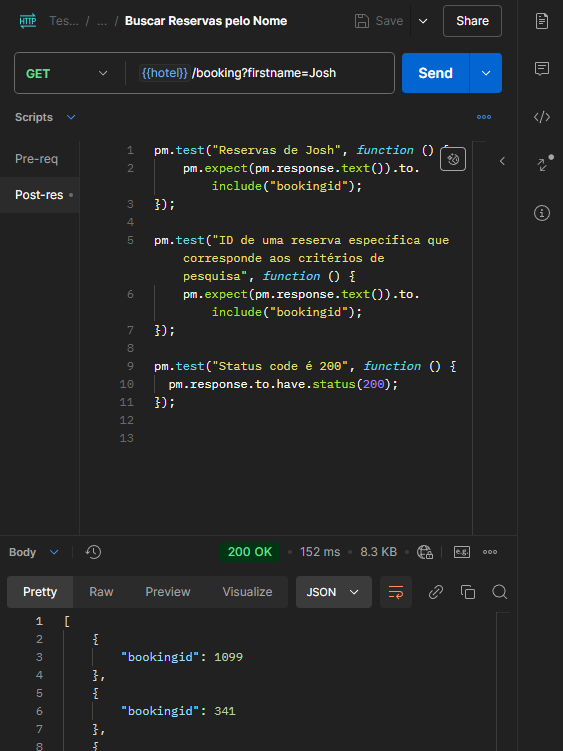 HTTP Tes... / ... / Buscar Reservas pelo Nome Save Share
GET {{hotel}} /booking?firstname=Josh Send
Scripts
Pre-req
Post-res
1 pm.test("Reservas de Josh", function () {
2 pm.expect(pm.response.text()).to.
include("bookingid");
3 });
4
5 pm.test("ID de uma reserva específica que
corresponde aos critérios de
pesquisa", function () {
6 pm.expect(pm.response.text()).to.
include("bookingid");
7 });
8
9 pm.test("Status code é 200", function () {
10 pm.response.to.have.status(200);
11 });
12
13
Body 200 OK 152 ms 8.3 KB e.g.
Pretty Raw Preview Visualize JSON
1 [
2 {
3 "bookingid": 1099
4 },
5 {
6 "bookingid": 341
7 },
8 {